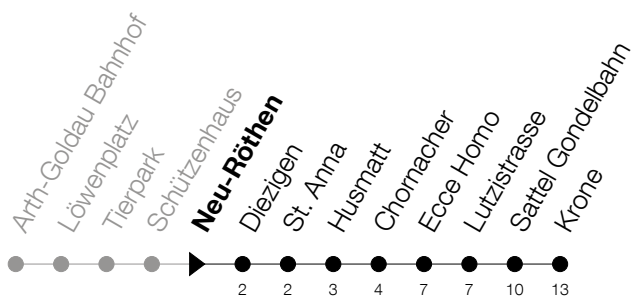 Arth-Goldau Bahnhof
Löwenplatz
Tierpark
Schützenhaus
Neu-Röthen
Diezigen
St. Anna
Husmatt
Chornacher
Ecce Homo
Lutzistrasse
Sattel Gondelbahn
Krone
2 2 3 4 7 7 10 13